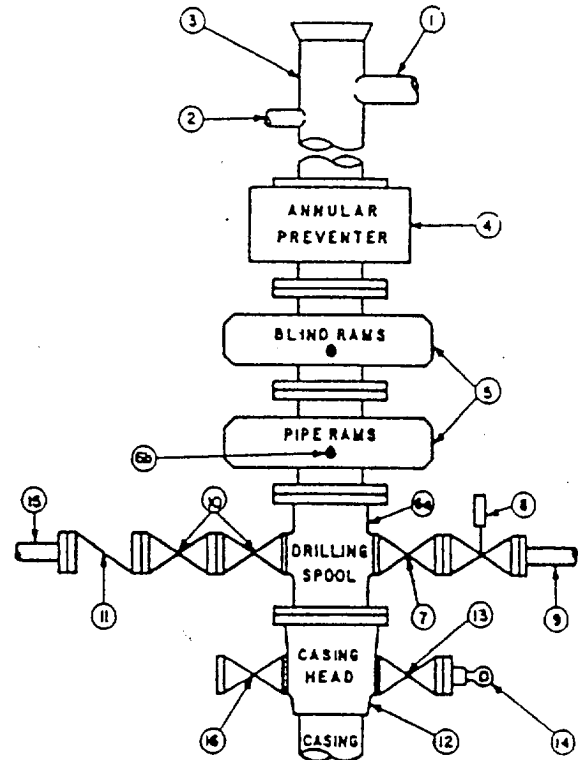 3 1
2
ANNULAR
PREVENTER
4
BLIND RAMS
5
PIPE RAMS
6b
15 10 6a 8
DRILLING
SPOOL
11 7 9
13
CASING
HEAD
16 12 14
CASING